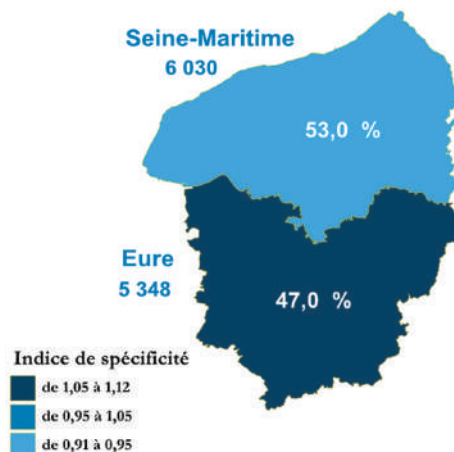 Seine-Maritime
6 030
53,0 %
Eure
5 348
47,0 %
Indice de spécificité
de 1,05 à 1,12
de 0,95 à 1,05
de 0,91 à 0,95